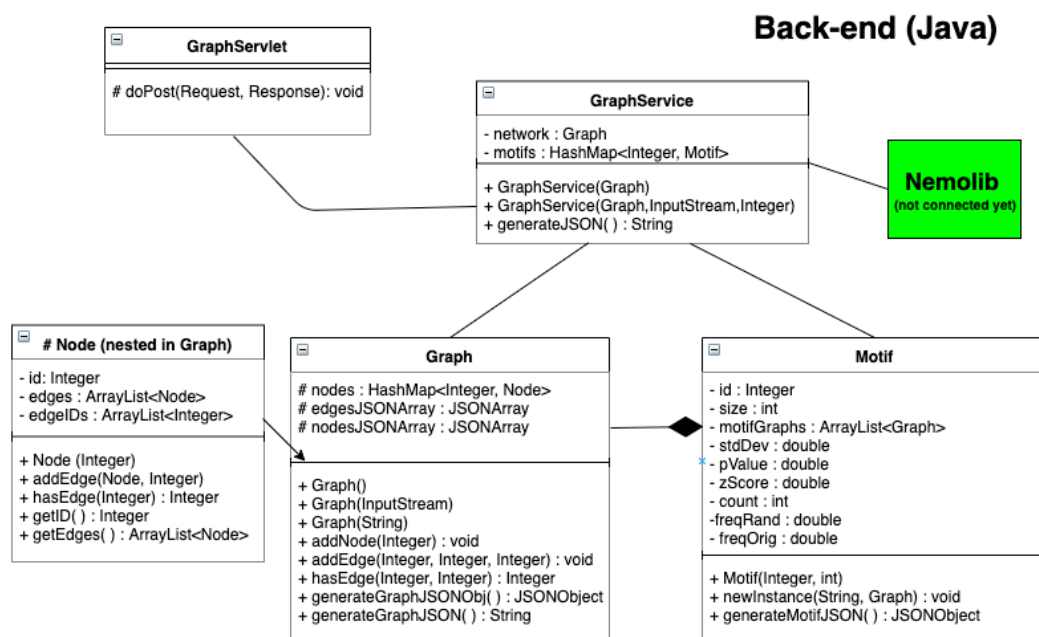 Back-end (Java)
GraphServlet
# doPost(Request, Response): void
GraphService
- network : Graph
- motifs : HashMap<Integer, Motif>
+ GraphService(Graph)
+ GraphService(Graph,InputStream,Integer)
+ generateJSON( ) : String
Nemolib
(not connected yet)
# Node (nested in Graph)
- id: Integer
- edges : ArrayList<Node>
- edgeIDs : ArrayList<Integer>
+ Node (Integer)
+ addEdge(Node, Integer)
+ hasEdge(Integer) : Integer
+ getID( ) : Integer
+ getEdges( ) : ArrayList<Node>
Graph
# nodes : HashMap<Integer, Node>
# edgesJSONArray : JSONArray
# nodesJSONArray : JSONArray
+ Graph()
+ Graph(InputStream)
+ Graph(String)
+ addNode(Integer) : void
+ addEdge(Integer, Integer, Integer) : void
+ hasEdge(Integer, Integer) : Integer
+ generateGraphJSONObj( ) : JSONObject
+ generateGraphJSON( ) : String
Motif
- id : Integer
- size : int
- motifGraphs : ArrayList<Graph>
- stdDev : double
- pValue : double
- zScore : double
- count : int
-freqRand : double
- freqOrig : double
+ Motif(Integer, int)
+ newInstance(String, Graph) : void
+ generateMotifJSON( ) : JSONObject